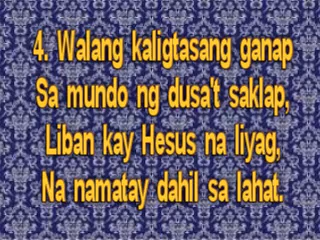 4. Walang kaligtasang ganap
Sa mundo ng dusa't saklap,
Liban kay Hesus na liyag,
Na namatay dahil sa lahat.